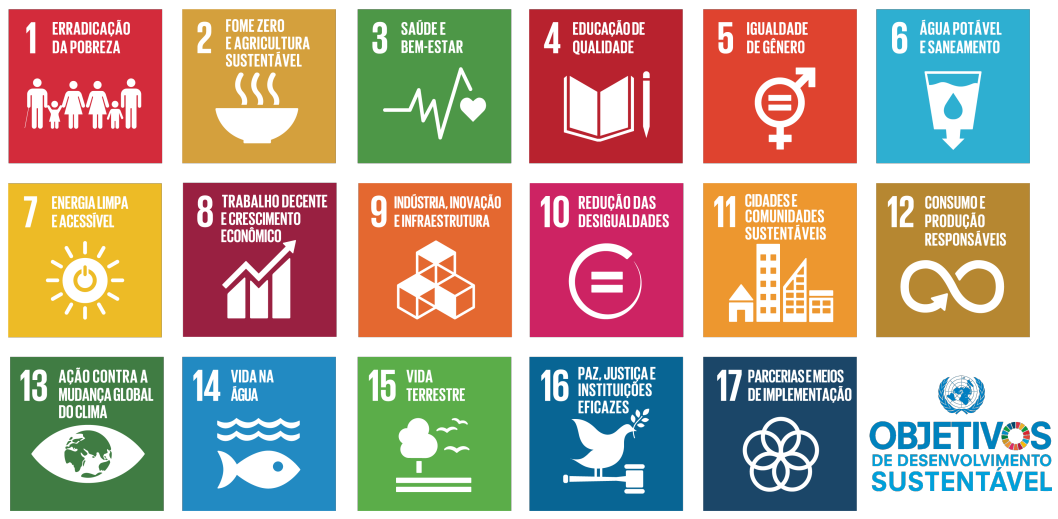 1 ERRADICAÇÃO
DA POBREZA
2 FOME ZERO
E AGRICULTURA
SUSTENTÁVEL
3 SAÚDE E
BEM-ESTAR
4 EDUCAÇÃO DE
QUALIDADE
5 IGUALDADE
DE GÊNERO
6 ÁGUA POTÁVEL
E SANEAMENTO
7 ENERGIA LIMPA
E ACESSÍVEL
8 TRABALHO DECENTE
E CRESCIMENTO
ECONÔMICO
9 INDÚSTRIA, INOVAÇÃO
E INFRAESTRUTURA
10 REDUÇÃO DAS
DESIGUALDADES
11 CIDADES E
COMUNIDADES
SUSTENTÁVEIS
12 CONSUMO E
PRODUÇÃO
RESPONSÁVEIS
13 AÇÃO CONTRA A
MUDANÇA GLOBAL
DO CLIMA
14 VIDA NA
ÁGUA
15 VIDA
TERRESTRE
16 PAZ, JUSTIÇA E
INSTITUIÇÕES
EFICAZES
17 PARCERIAS E MEIOS
DE IMPLEMENTAÇÃO
OBJETIVOS
DE DESENVOLVIMENTO
SUSTENTÁVEL